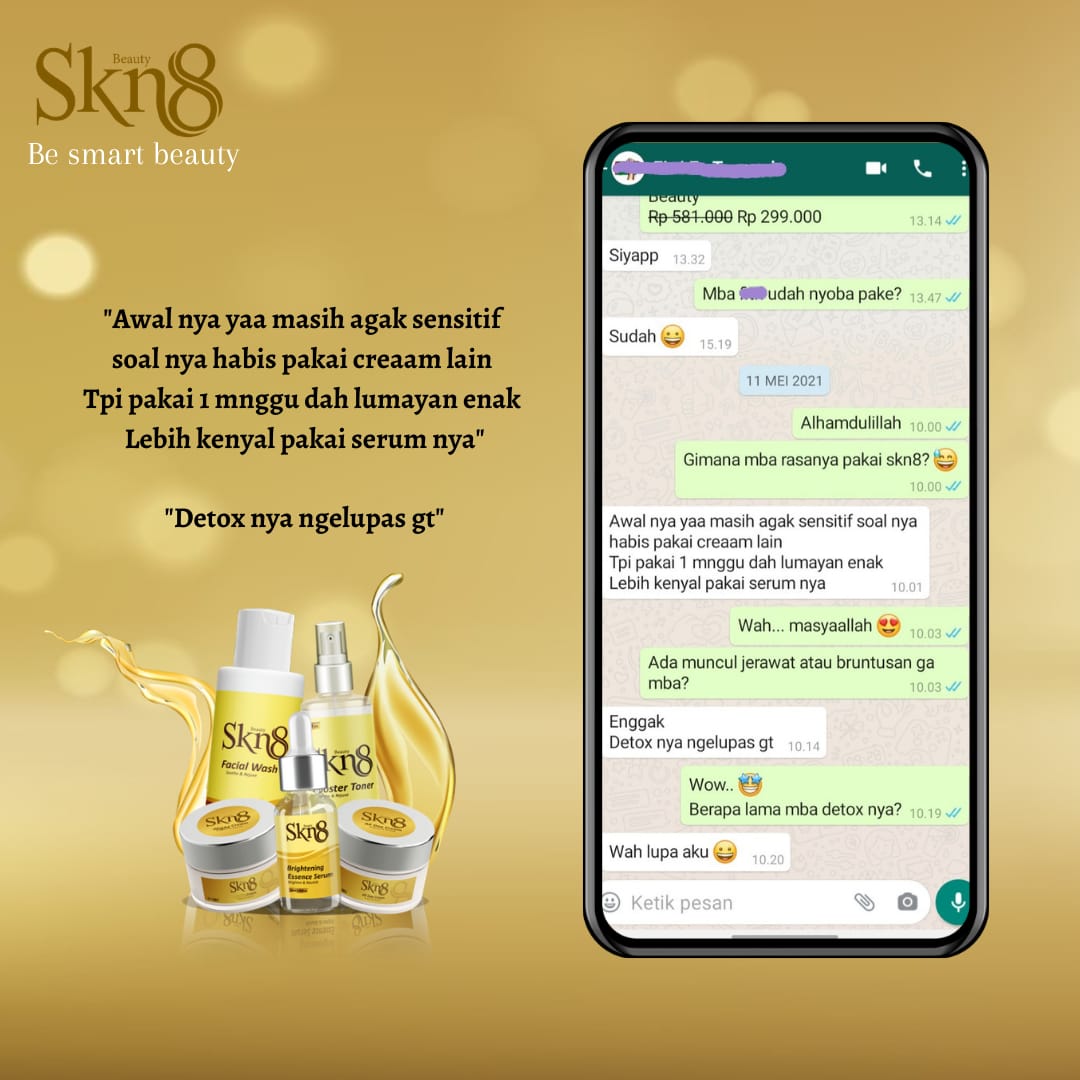 Beauty
Skn8
Be smart beauty
"Awal nya yaa masih agak sensitif
soal nya habis pakai creaam lain
Tpi pakai 1 mnggu dah lumayan enak
Lebih kenyal pakai serum nya"
"Detox nya ngelupas gt"
Beauty
Skn8
Facial Wash
Beauty
kn8
oster Toner
Skn8
Skn8
Skn8
Brightening
Essence Serum
Skn8
Skn8
Beauty
Rp 581.000 Rp 299.000 13.14
Siyapp 13.32
Mba udah nyoba pake? 13.47
Sudah 😀 15.19
11 MEI 2021
Alhamdulillah 10.00
Gimana mba rasanya pakai skn8? 😅
10.00
Awal nya yaa masih agak sensitif soal nya
habis pakai creaam lain
Tpi pakai 1 mnggu dah lumayan enak
Lebih kenyal pakai serum nya 10.01
Wah... masyaallah 😍 10.03
Ada muncul jerawat atau bruntusan ga
mba? 10.03
Enggak
Detox nya ngelupas gt 10.14
Wow.. 🤩
Berapa lama mba detox nya? 10.19
Wah lupa aku 😀 10.20
Ketik pesan